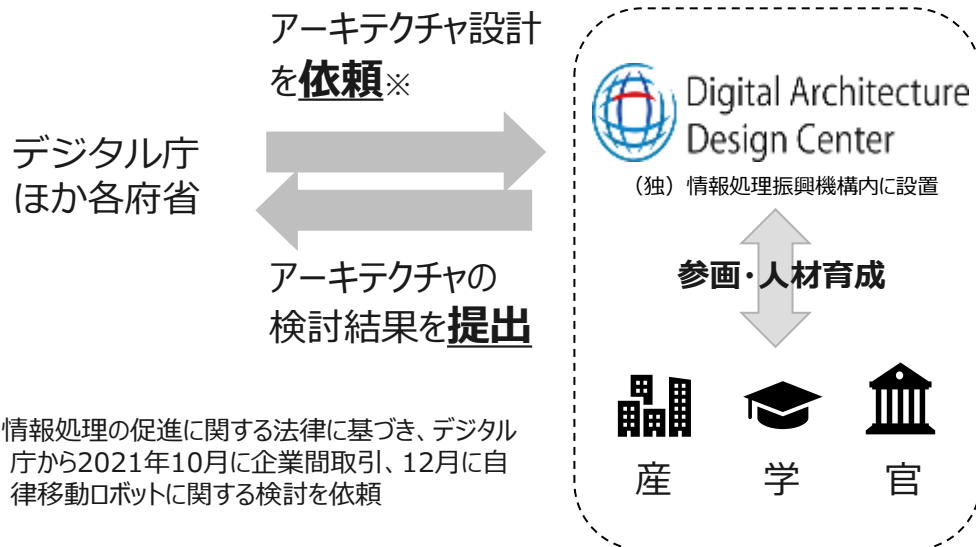 アーキテクチャ設計
を依頼※
デジタル庁
ほか各府省
アーキテクチャの
検討結果を提出
情報処理の促進に関する法律に基づき、デジタル
庁から2021年10月に企業間取引、12月に自
律移動ロボットに関する検討を依頼
Digital Architecture
Design Center
（独）情報処理振興機構内に設置
参画・人材育成
産 学 官